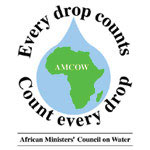 Every drop counts
AMCOW
Count every drop
African Ministers' Council on Water